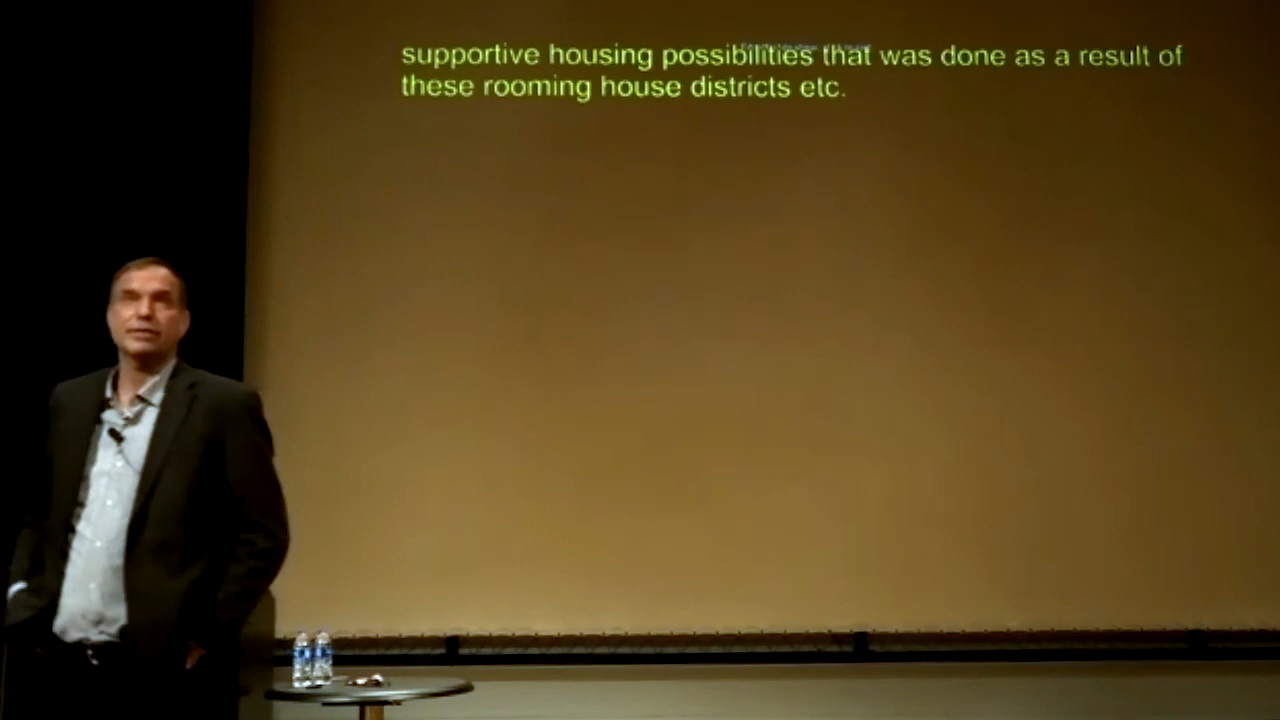 supportive housing possibilities that was done as a result of
these rooming house districts etc.